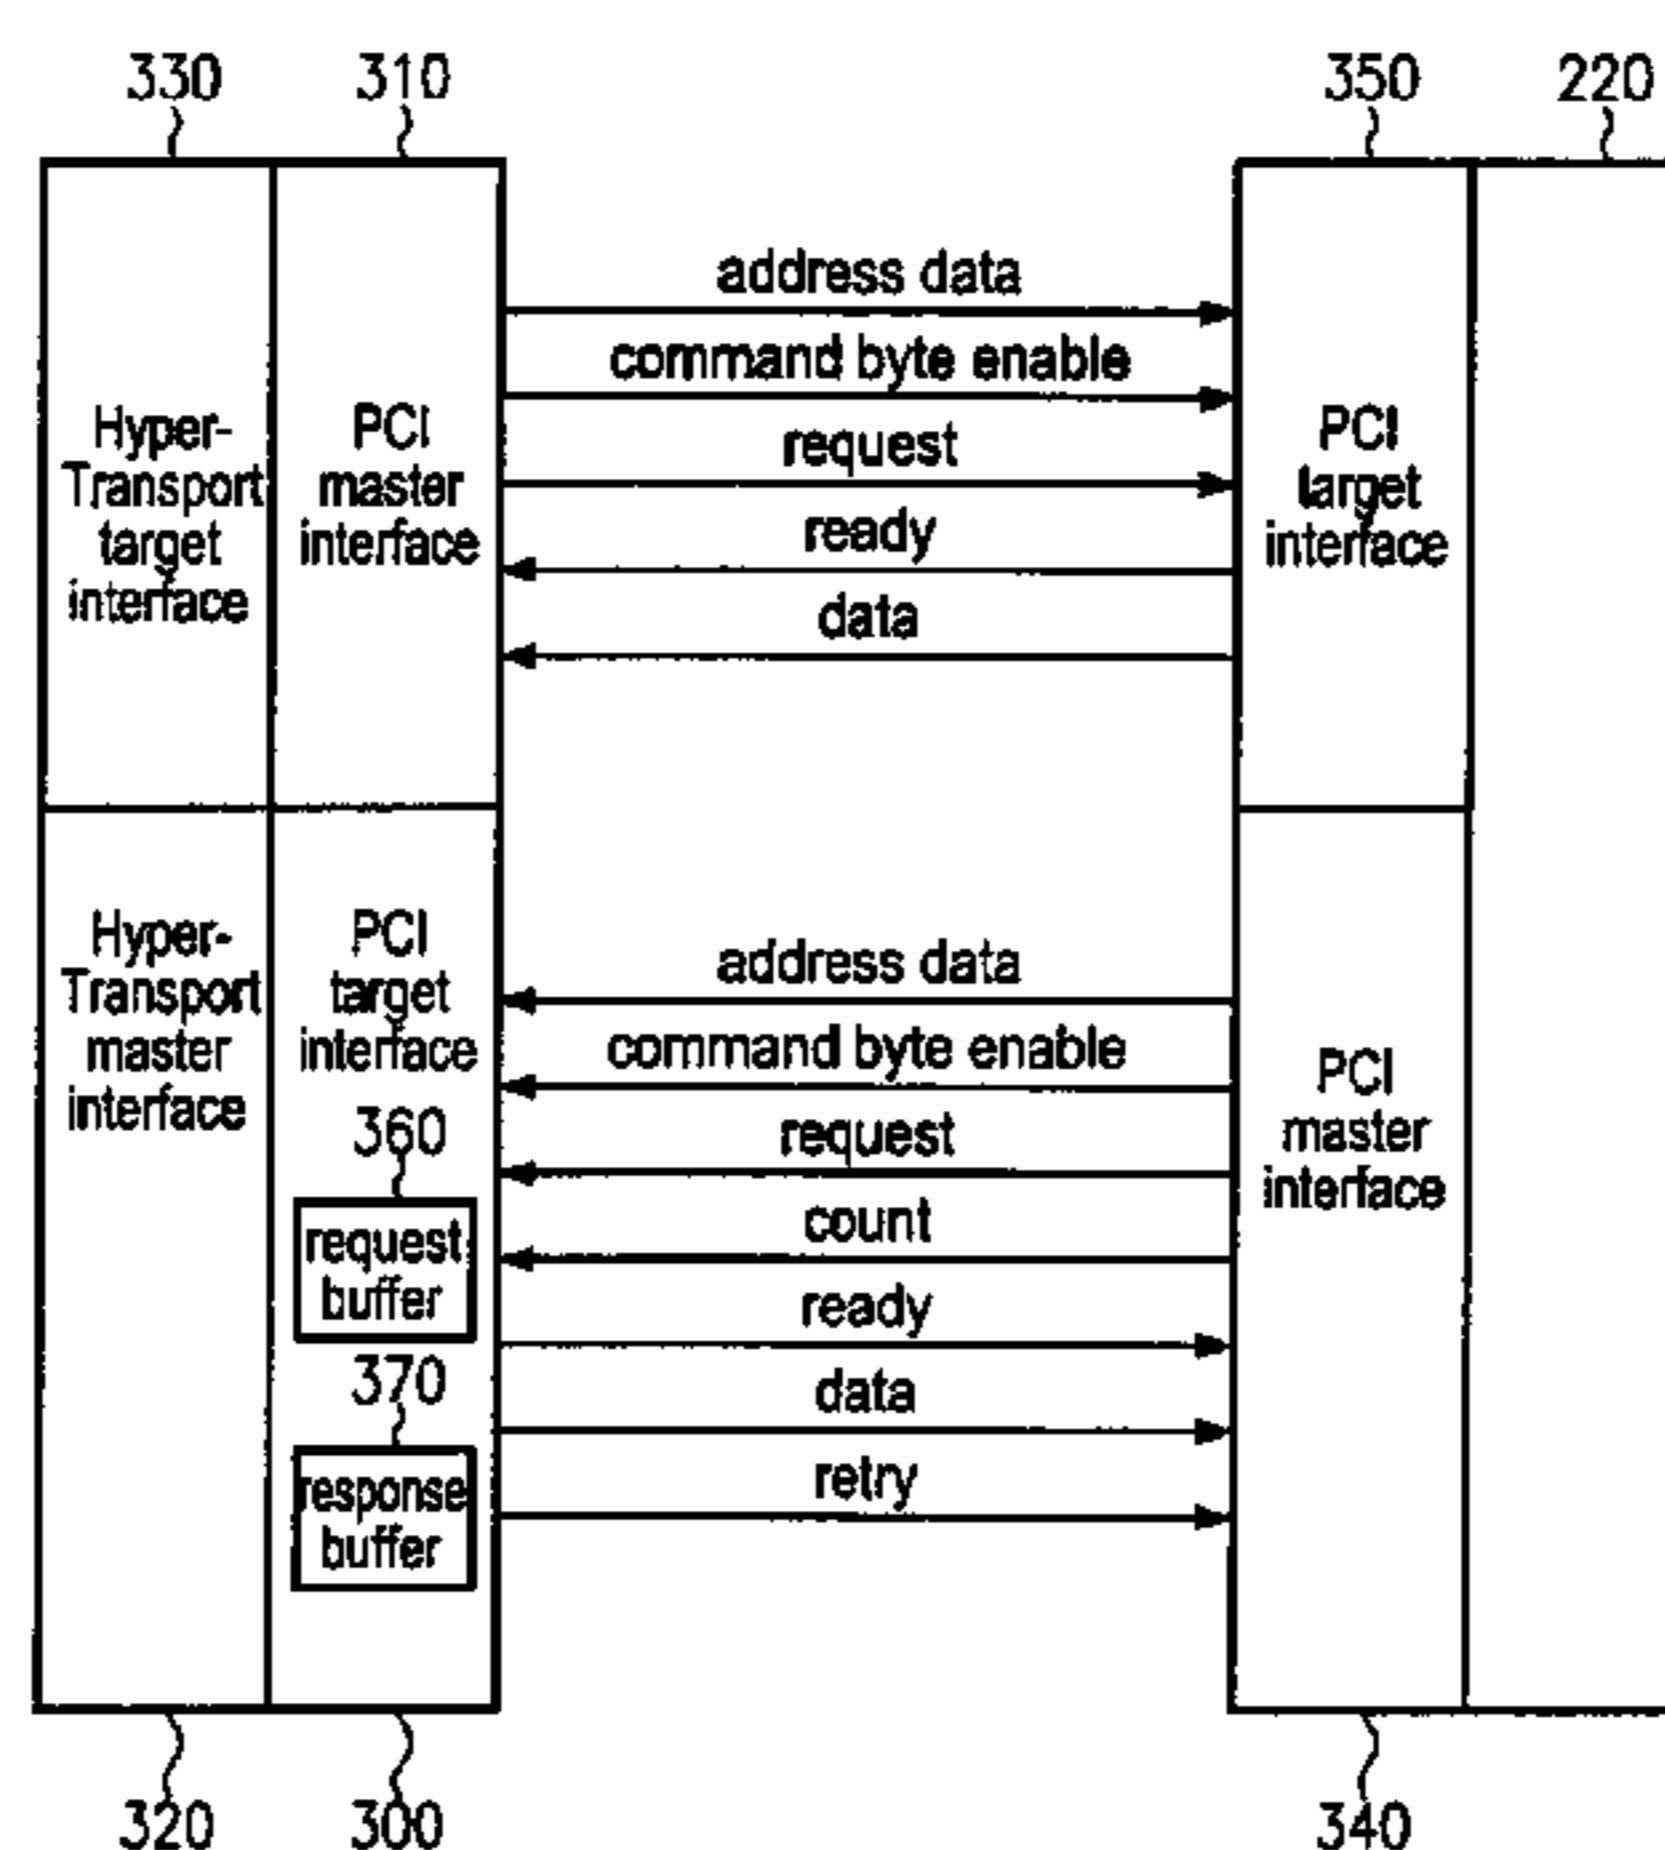 330
310
350
220
address data
command byte enable
request
ready
data
Hyper-
Transport
target
interface
PCI
master
interface
PCI
target
interface
Hyper-
Transport
master
interface
PCI
target
interface
360
request
buffer
370
response
buffer
address data
command byte enable
request
count
ready
data
retry
PCI
master
interface
320
300
340